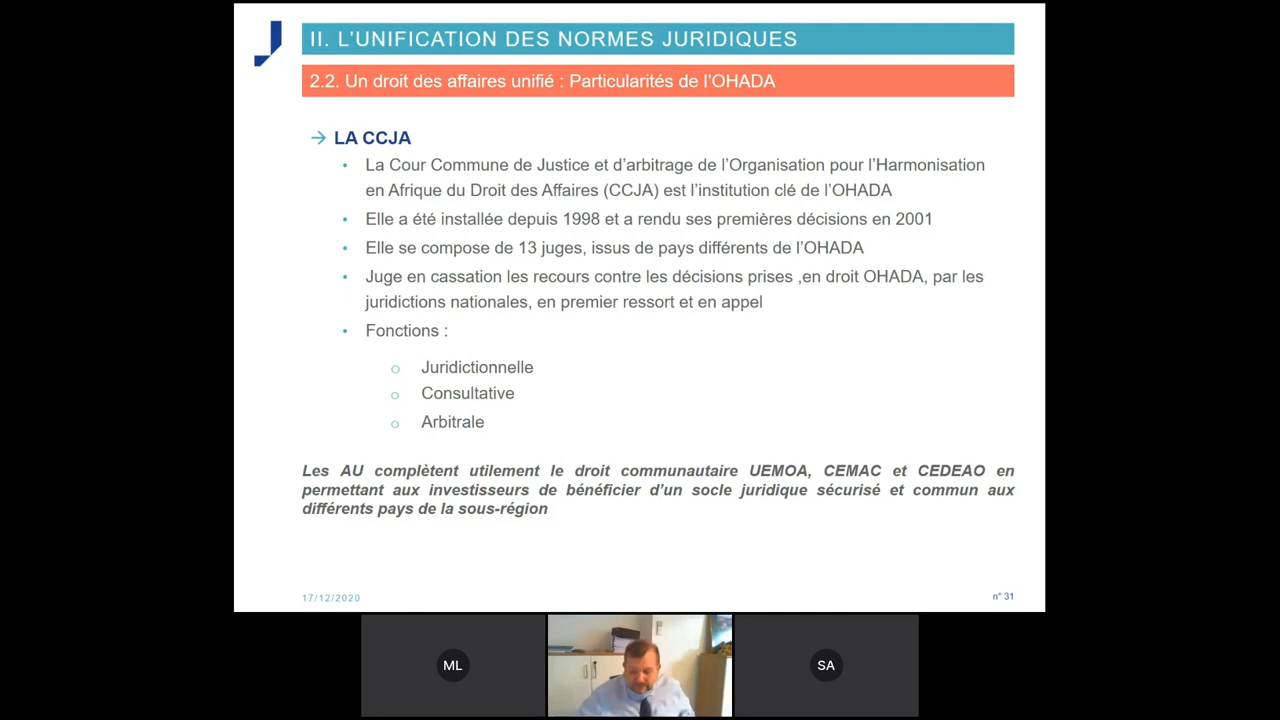 II. L’UNIFICATION DES NORMES JURIDIQUES
2.2. Un droit des affaires unifié : Particularités de l’OHADA
→ LA CCJA
• La Cour Commune de Justice et d’arbitrage de l’Organisation pour l’Harmonisation
en Afrique du Droit des Affaires (CCJA) est l’institution clé de l’OHADA
• Elle a été installée depuis 1998 et a rendu ses premières décisions en 2001
• Elle se compose de 13 juges, issus de pays différents de l’OHADA
• Juge en cassation les recours contre les décisions prises ,en droit OHADA, par les
juridictions nationales, en premier ressort et en appel
• Fonctions :
o Juridictionnelle
o Consultative
o Arbitrale
Les AU complètent utilement le droit communautaire UEMOA, CEMAC et CEDEAO en
permettant aux investisseurs de bénéficier d’un socle juridique sécurisé et commun aux
différents pays de la sous-région
17/12/2020
n° 31
ML
SA